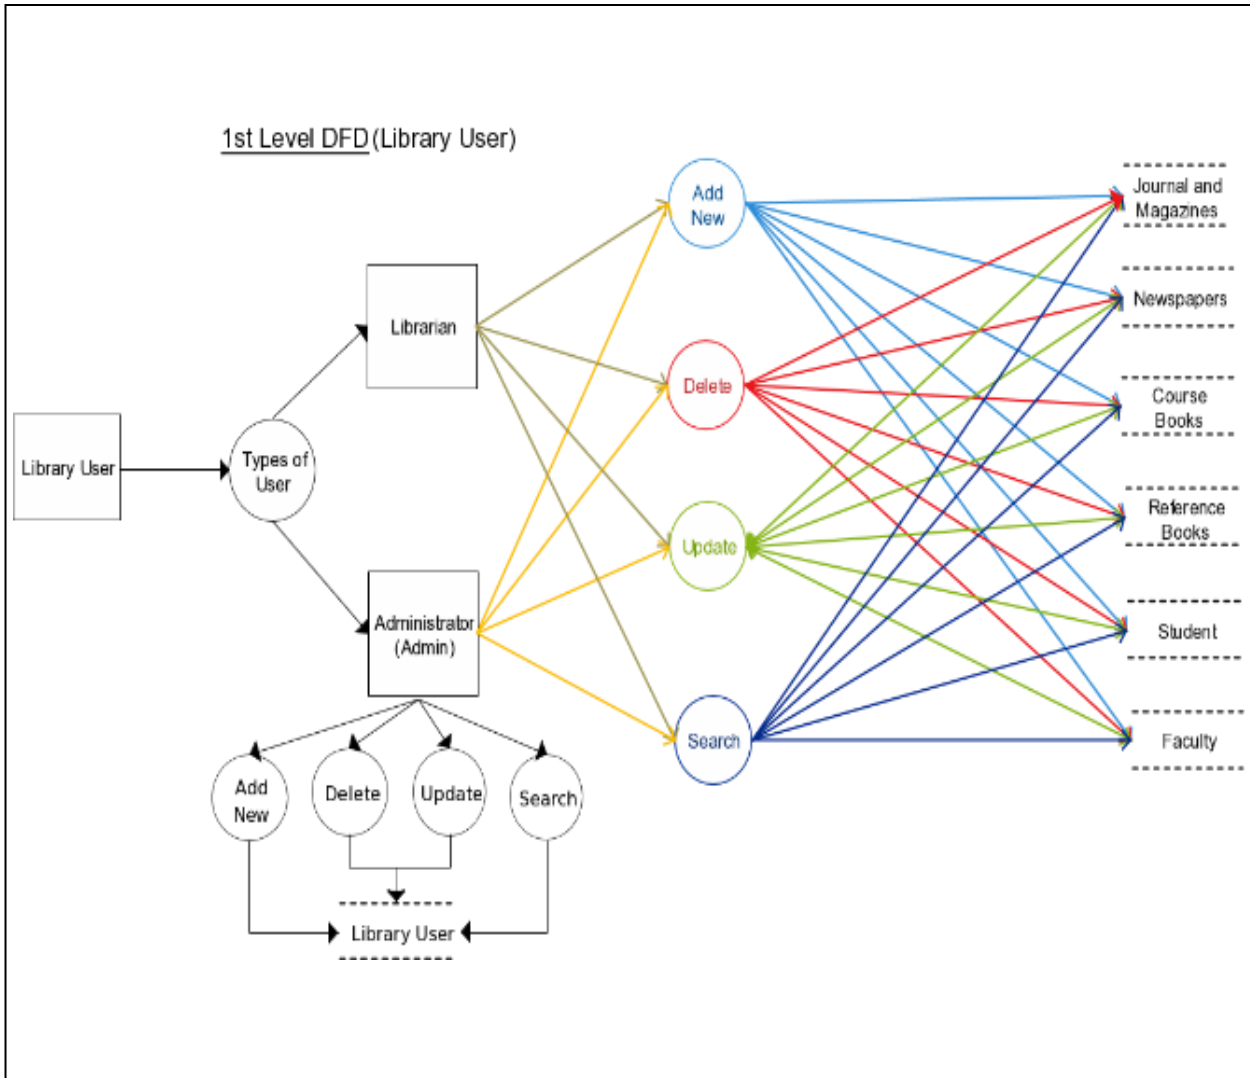 1st Level DFD (Library User)
Add
New
Journal and
Magazines
Librarian
Newspapers
Delete
Course
Books
Library User
Types of
User
Reference
Books
Update
Administrator
(Admin)
Student
Search
Faculty
Add
New
Delete
Update
Search
Library User